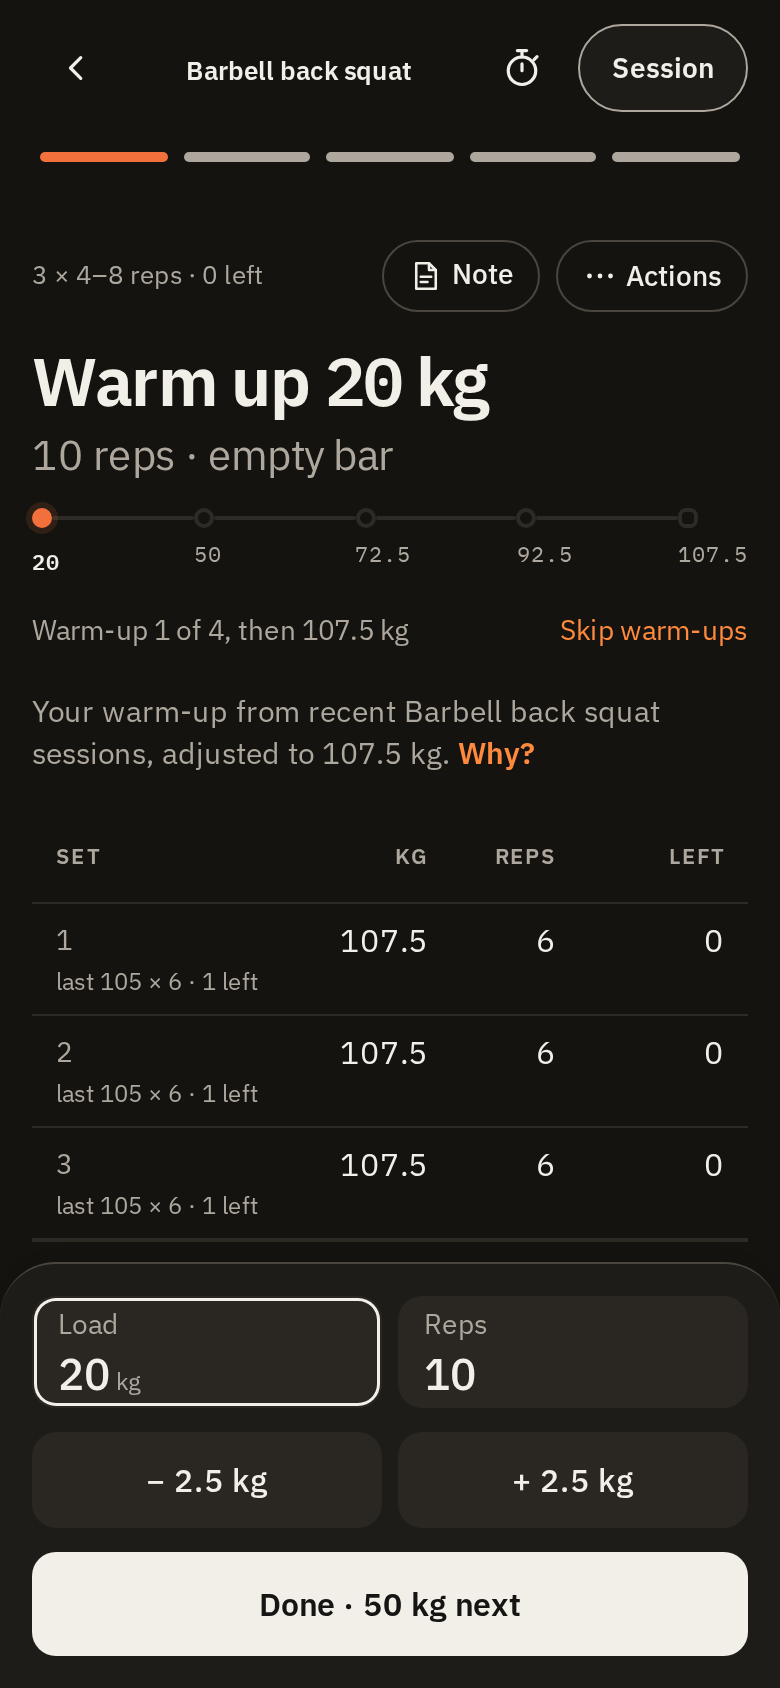 Barbell back squat
Session
3 × 4–8 reps · 0 left
Note
··· Actions
Warm up 20 kg
10 reps · empty bar
20 50 72.5 92.5 107.5
Warm-up 1 of 4, then 107.5 kg
Skip warm-ups
Your warm-up from recent Barbell back squat
sessions, adjusted to 107.5 kg. Why?
SET KG REPS LEFT
1 107.5 6 0
last 105 × 6 · 1 left
2 107.5 6 0
last 105 × 6 · 1 left
3 107.5 6 0
last 105 × 6 · 1 left
Load Reps
20 kg 10
− 2.5 kg + 2.5 kg
Done · 50 kg next